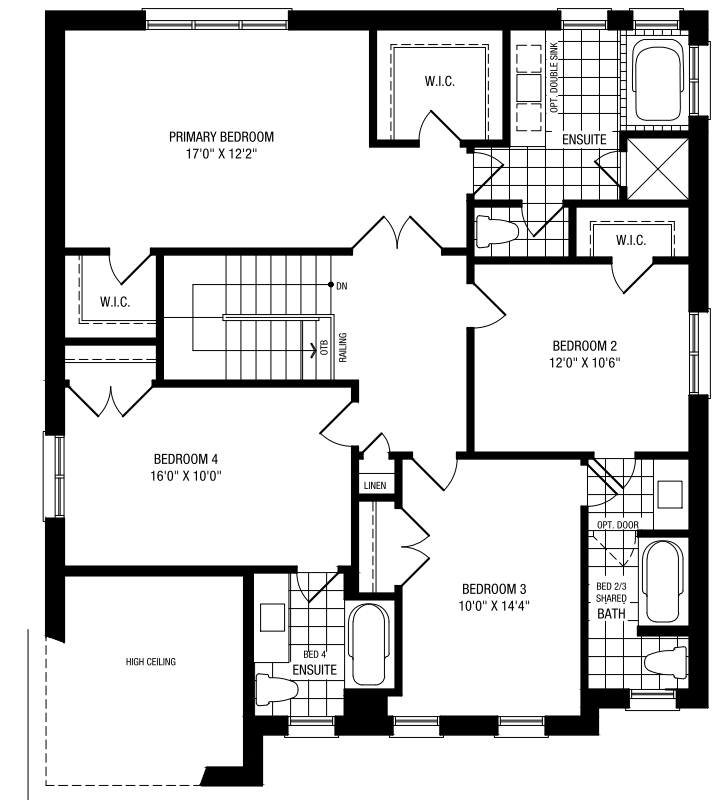 W.I.C.
OPT. DOUBLE SINK
PRIMARY BEDROOM
17'0" X 12'2"
ENSUITE
W.I.C.
W.I.C.
DN
OTB
RAILING
BEDROOM 2
12'0" X 10'6"
BEDROOM 4
16'0" X 10'0"
LINEN
OPT. DOOR
BEDROOM 3
10'0" X 14'4"
BED 2/3
SHARED
BATH
HIGH CEILING
BED 4
ENSUITE